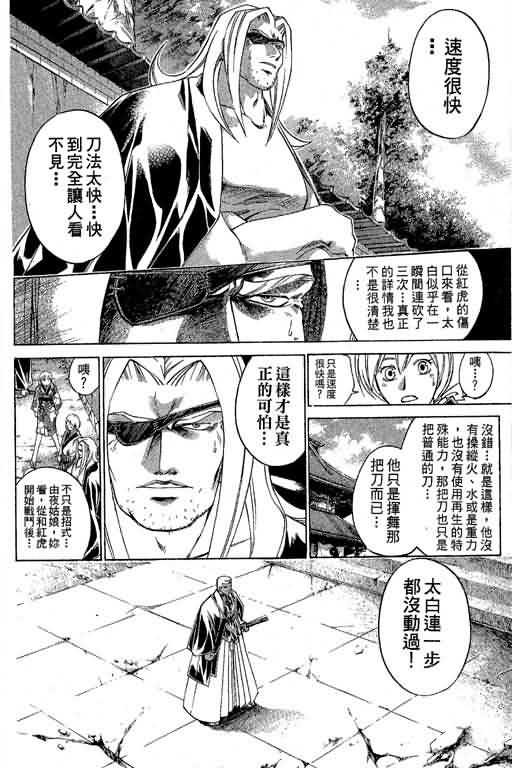 速度很快
…
刀法太快…快
到完全讓人看
不見…
從紅虎的傷
口來看，太
白似乎在一
瞬間連砍了
三次…真正
的詳情我也
不是很清楚
…
咦？
只是速度
很快嗎？
這樣才是真
正的可怕…
咦？
沒錯…就是這樣，他沒
有操縱火、水或是重力
，也沒有使用再生的特
殊能力，那把刀也只是
把普通的刀…
他只是揮舞那
把刀而已…
不只是招式…
由夜姑娘，妳
看，從和紅虎
開始戰鬥後…
太白連一步
都沒動過！